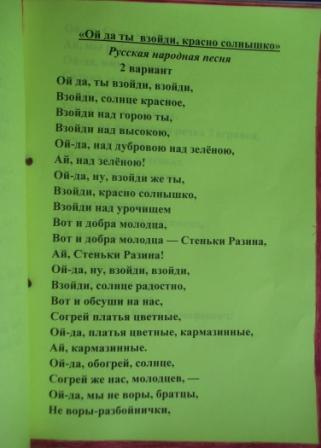 «Ой да ты взойди, красно солнышко»
Русская народная песня
2 вариант
Ой да, ты взойди, взойди,
Взойди, солнце красное,
Взойди над горою ты,
Взойди над высокою,
Ой-да, над дубровою над зелёною,
Ай, над зелёною!
Ой-да, ну, взойди же ты,
Взойди, красно солнышко,
Взойди над урочищем
Вот и добра молодца,
Вот и добра молодца — Стеньки Разина,
Ай, Стеньки Разина!
Ой-да, ну, взойди, взойди,
Взойди, солнце радостно,
Вот и обсуши на нас,
Согрей платья цветные,
Ой-да, платья цветные, кармазинные,
Ай, кармазинные.
Ой-да, обогрей, солнце,
Согрей же нас, молодцев, —
Ой-да, мы не воры, братцы,
Не воры-разбойнички,